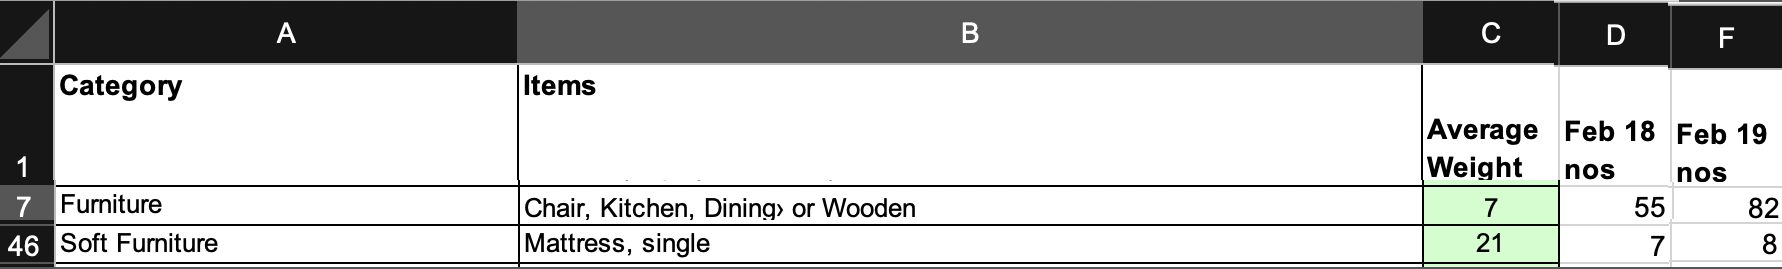 A B C D F
1 Category Items Average Weight Feb 18 nos Feb 19 nos
7 Furniture Chair, Kitchen, Dining› or Wooden 7 55 82
46 Soft Furniture Mattress, single 21 7 8